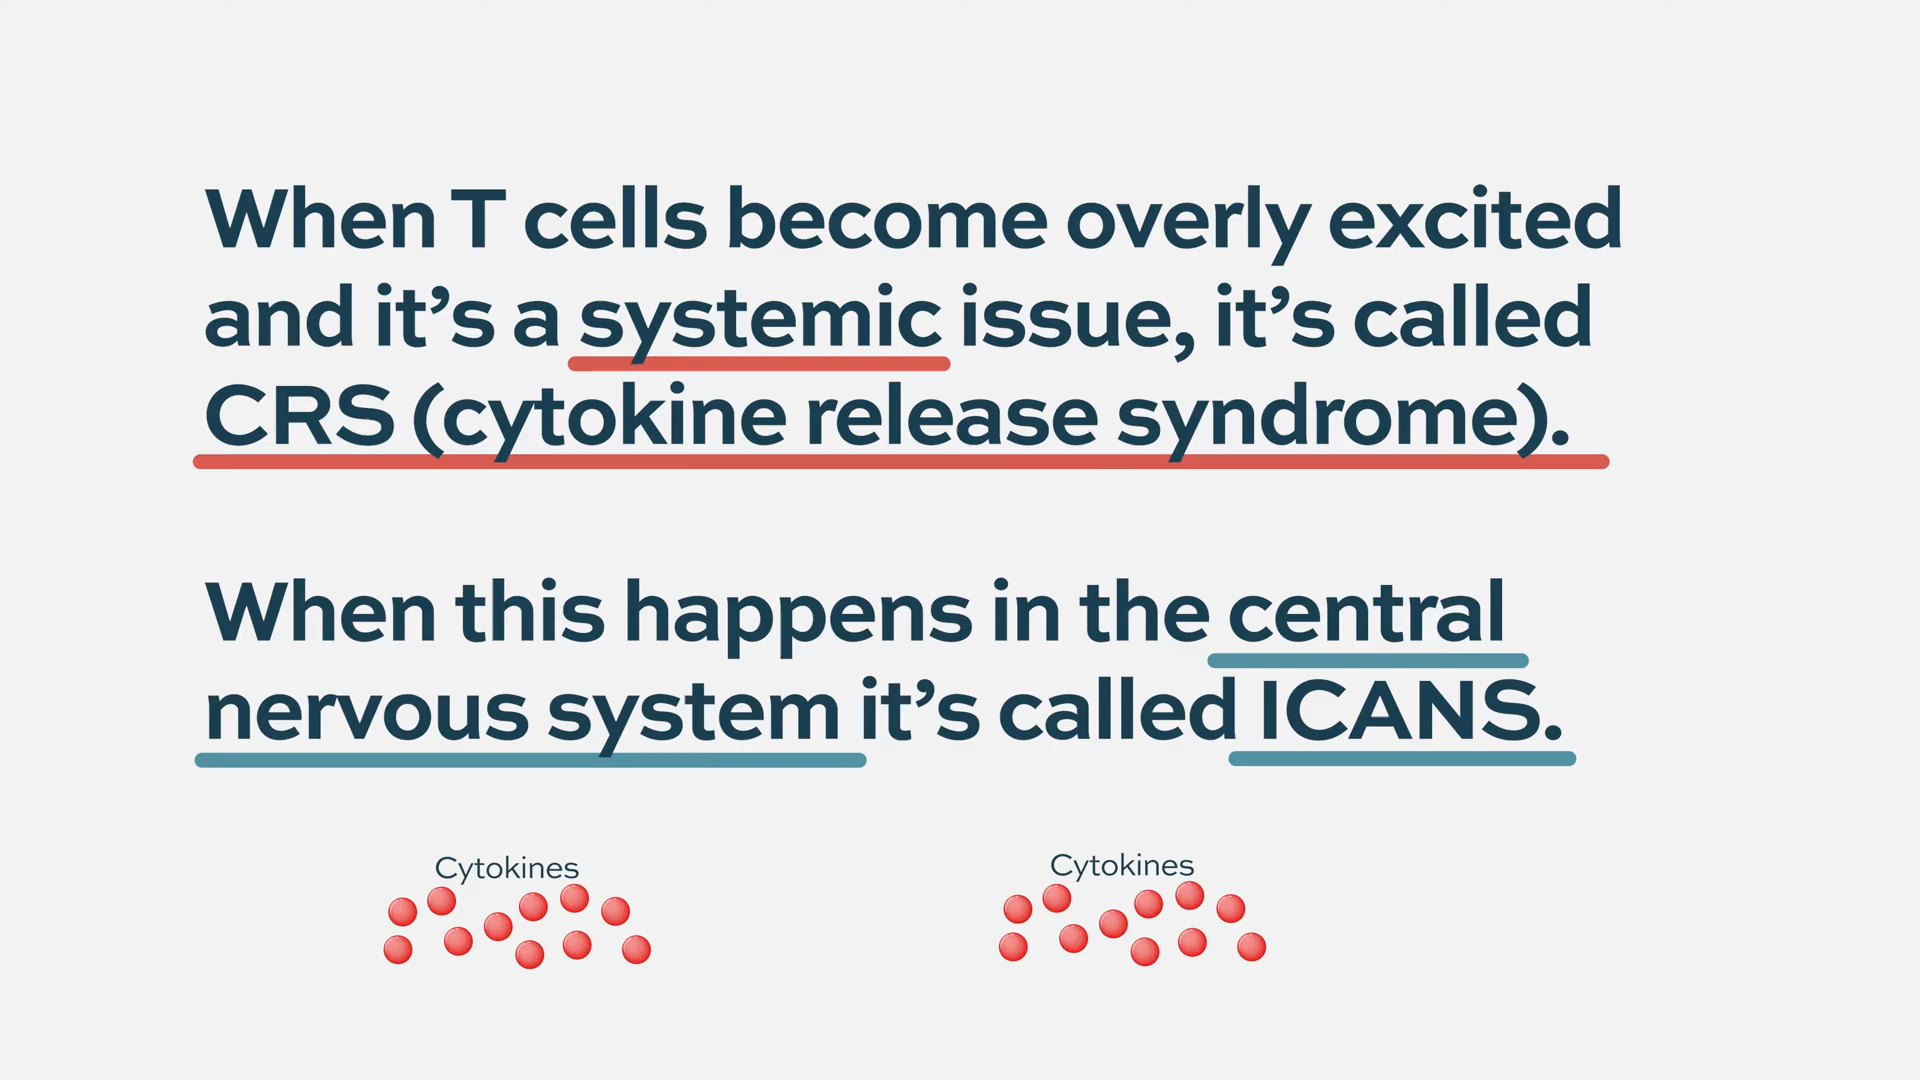 When T cells become overly excited
and it’s a systemic issue, it’s called
CRS (cytokine release syndrome).
When this happens in the central
nervous system it’s called ICANS.
Cytokines
Cytokines